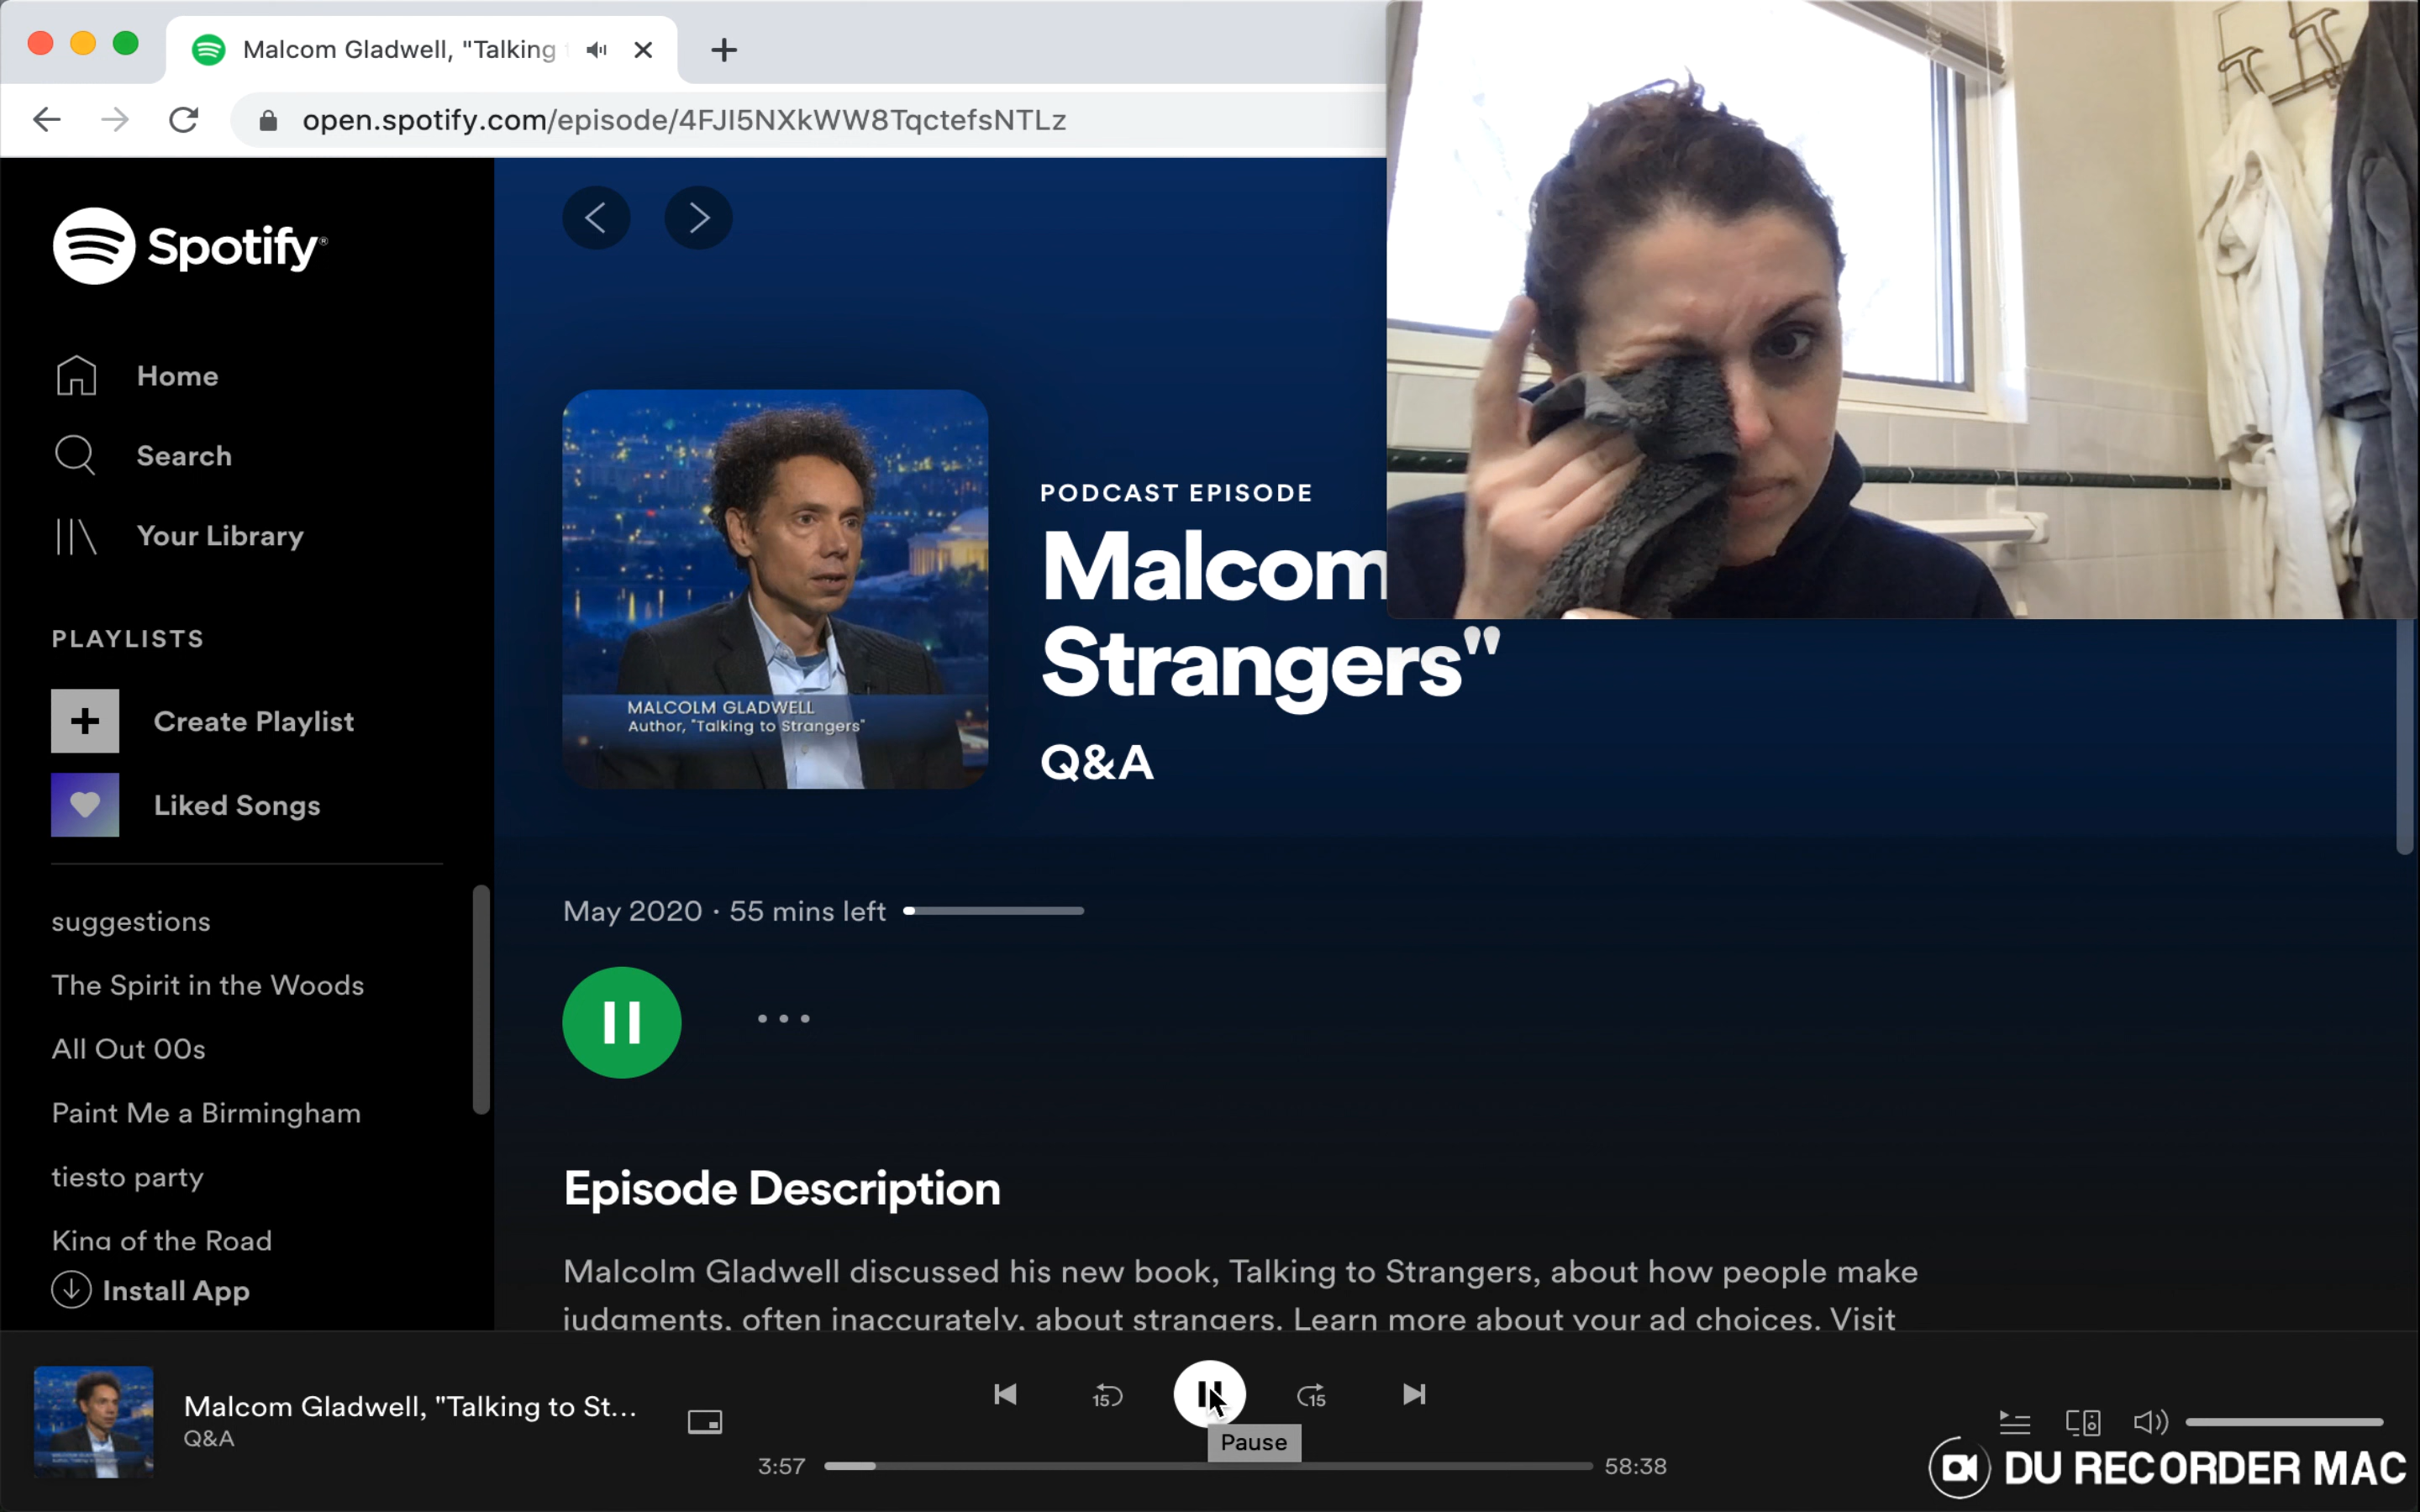 Malcom Gladwell, "Talking
open.spotify.com/episode/4FJI5NXkWW8TqctefsNTLz
Spotify®
Home
Search
Your Library
PLAYLISTS
Create Playlist
Liked Songs
suggestions
The Spirit in the Woods
All Out 00s
Paint Me a Birmingham
tiesto party
King of the Road
Install App
MALCOLM GLADWELL
Author, "Talking to Strangers"
PODCAST EPISODE
Malcom
Strangers"
Q&A
May 2020 · 55 mins left
Episode Description
Malcolm Gladwell discussed his new book, Talking to Strangers, about how people make
judgments, often inaccurately, about strangers. Learn more about your ad choices. Visit
Malcom Gladwell, "Talking to St...
Q&A
15
15
Pause
3:57
58:38
DU RECORDER MAC